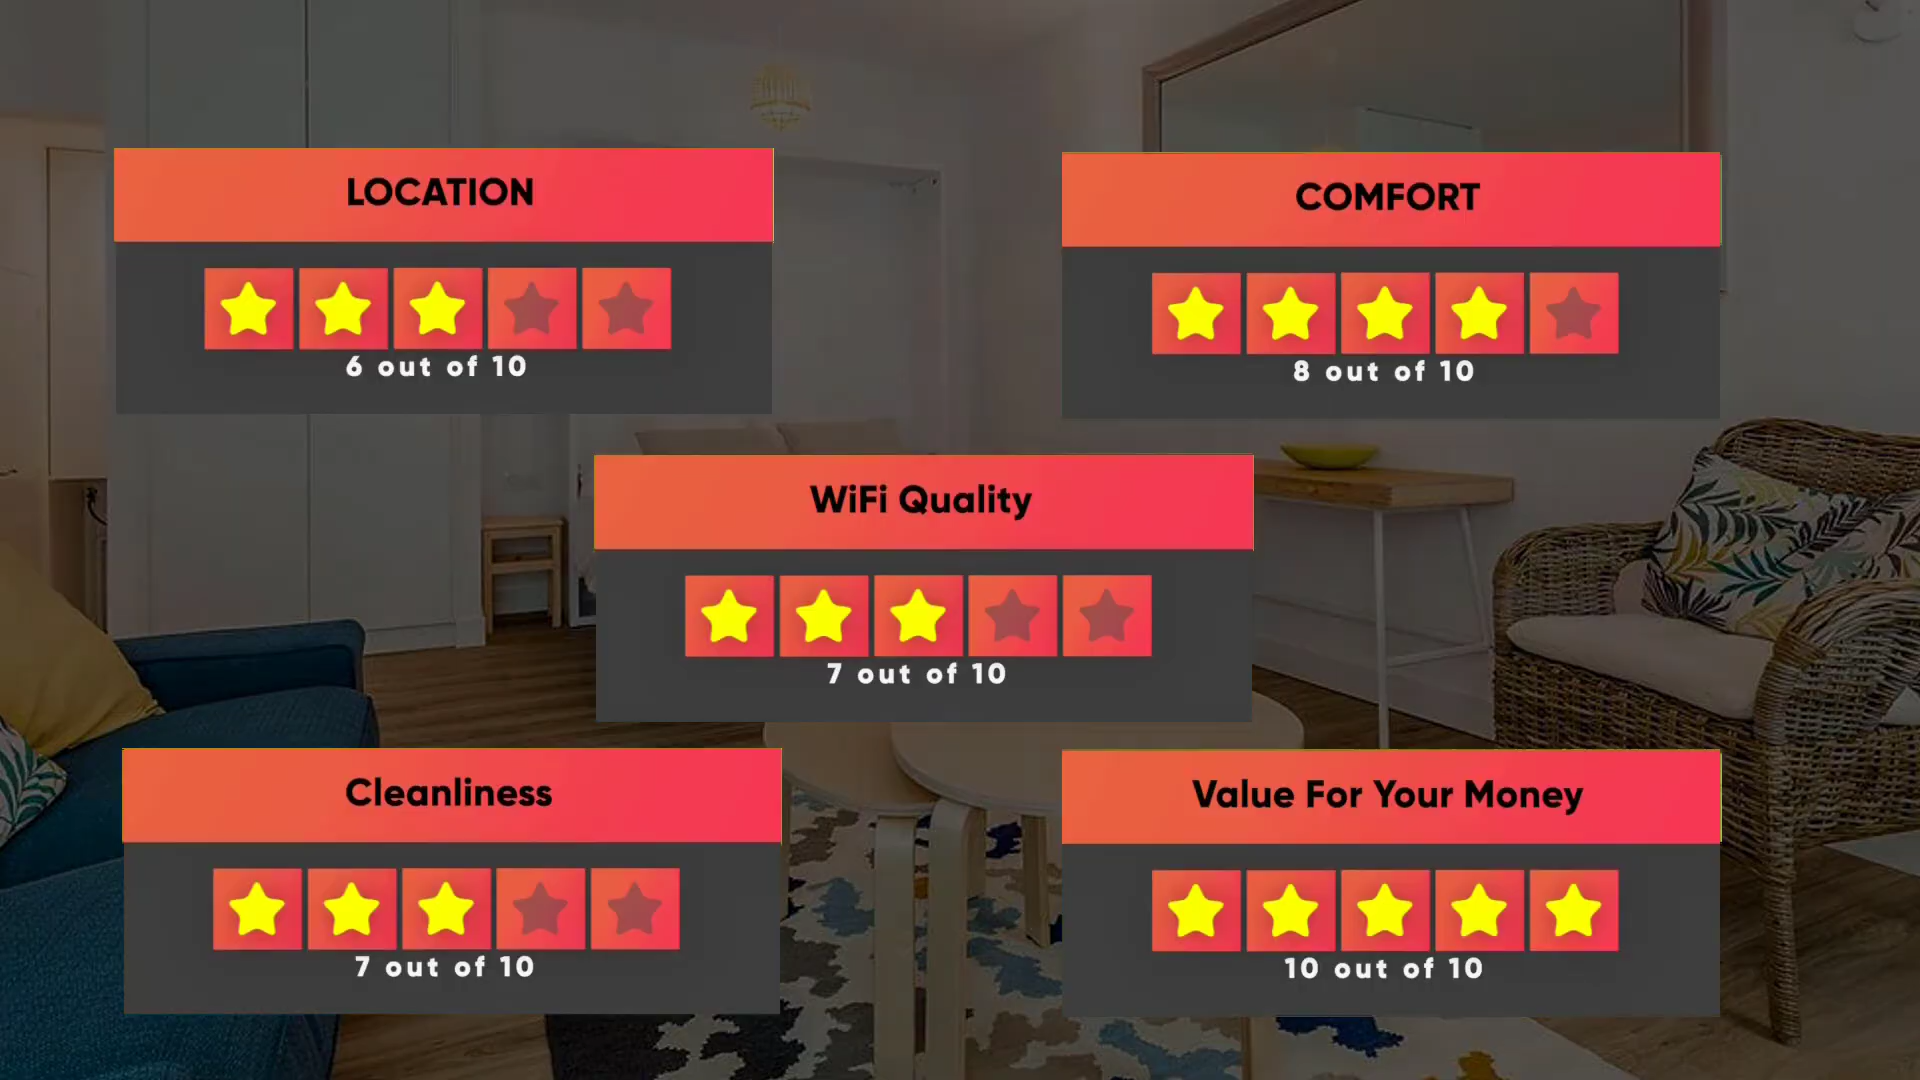 LOCATION
6 out of 10
COMFORT
8 out of 10
WiFi Quality
7 out of 10
Cleanliness
7 out of 10
Value For Your Money
10 out of 10